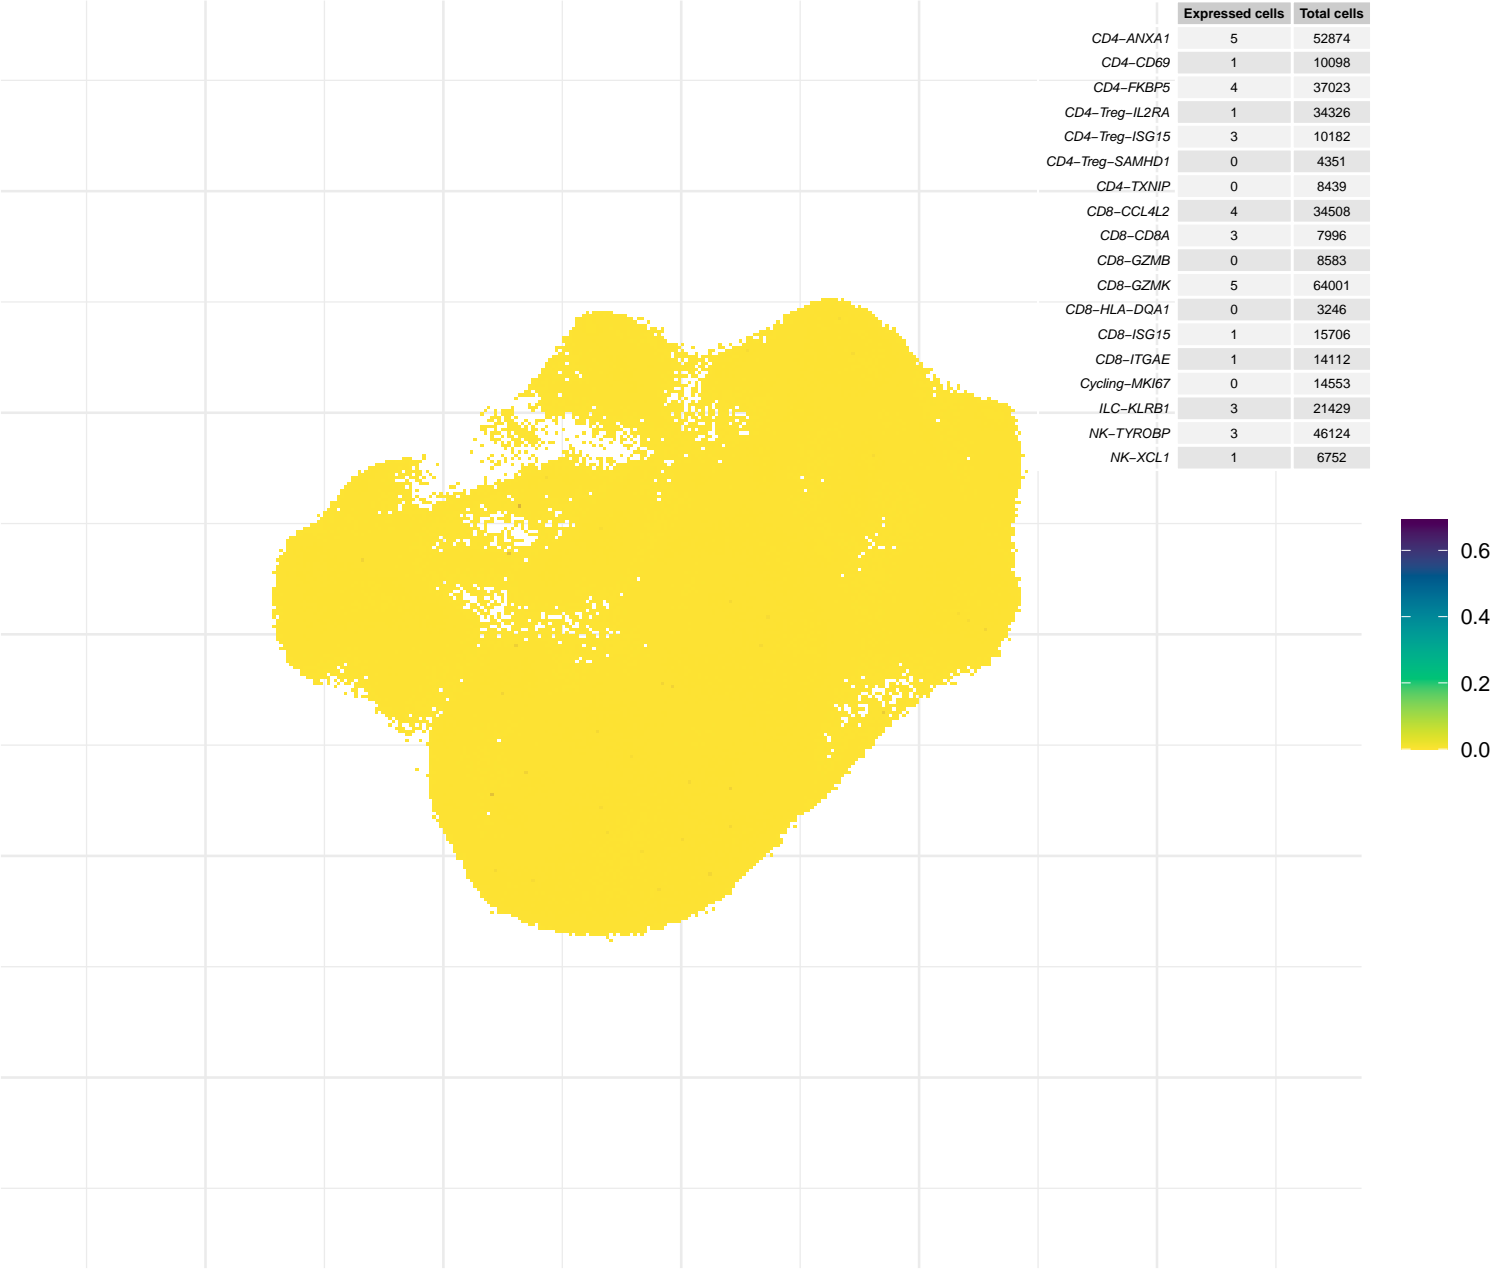 Expressed cells Total cells
CD4−ANXA1 5 52874
CD4−CD69 1 10098
CD4−FKBP5 4 37023
CD4−Treg−IL2RA 1 34326
CD4−Treg−ISG15 3 10182
CD4−Treg−SAMHD1 0 4351
CD4−TXNIP 0 8439
CD8−CCL4L2 4 34508
CD8−CD8A 3 7996
CD8−GZMB 0 8583
CD8−GZMK 5 64001
CD8−HLA−DQA1 0 3246
CD8−ISG15 1 15706
CD8−ITGAE 1 14112
Cycling−MKI67 0 14553
ILC−KLRB1 3 21429
NK−TYROBP 3 46124
NK−XCL1 1 6752
0.6
0.4
0.2
0.0